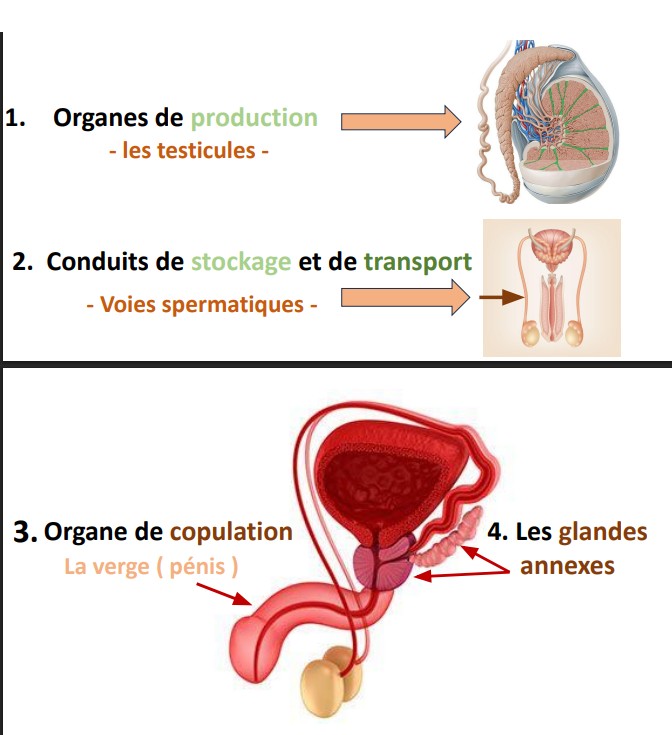 1. Organes de production
- les testicules -
2. Conduits de stockage et de transport
- Voies spermatiques -
3. Organe de copulation
La verge ( pénis )
4. Les glandes
annexes